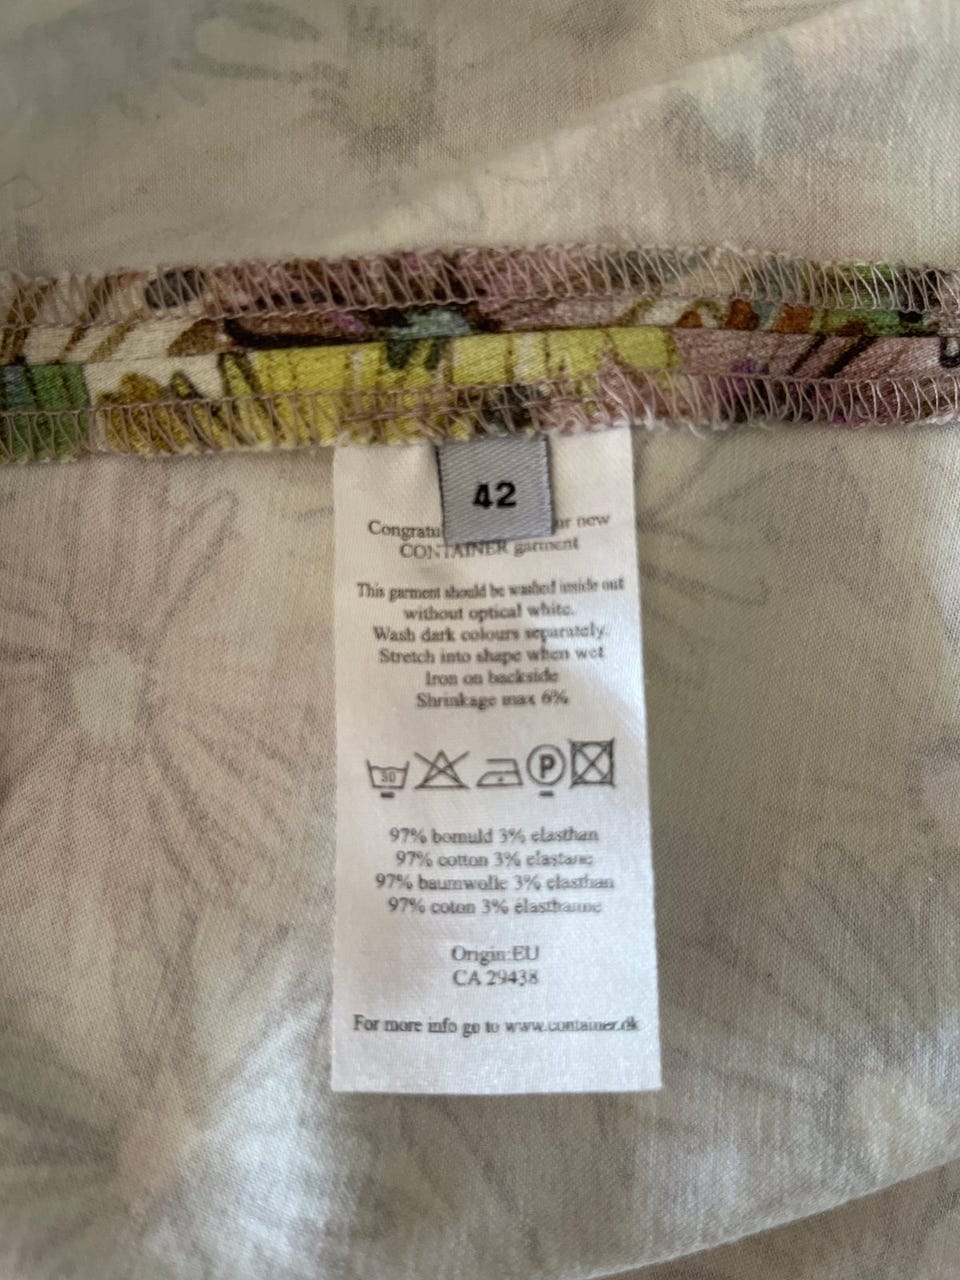 42
Congratu or new
CONTAINER garment
This garment should be washed inside out
without optical white.
Wash dark colours separately.
Stretch into shape when wet
Iron on backside
Shrinkage max 6%
30
P
97% bomuld 3% elasthan
97% cotton 3% elastane
97% baumwolle 3% elasthan
97% coton 3% élasthanne
Origin:EU
CA 29438
For more info go to www.container.dk